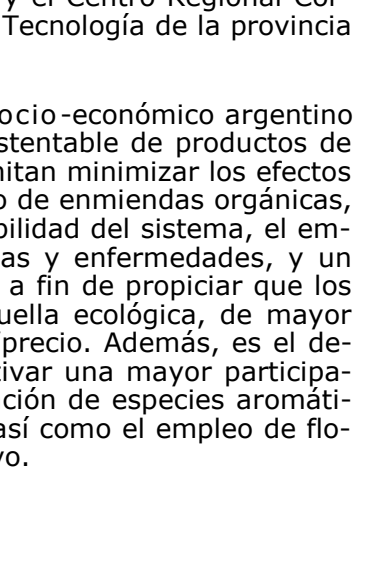 y el Centro Regional Cór-
Tecnología de la provincia
ocio-económico argentino
stentable de productos de
mitan minimizar los efectos
o de enmiendas orgánicas,
bilidad del sistema, el em-
as y enfermedades, y un
a fin de propiciar que los
uella ecológica, de mayor
precio. Además, es el de-
tivar una mayor participa-
ción de especies aromáti-
así como el empleo de flo-
vo.